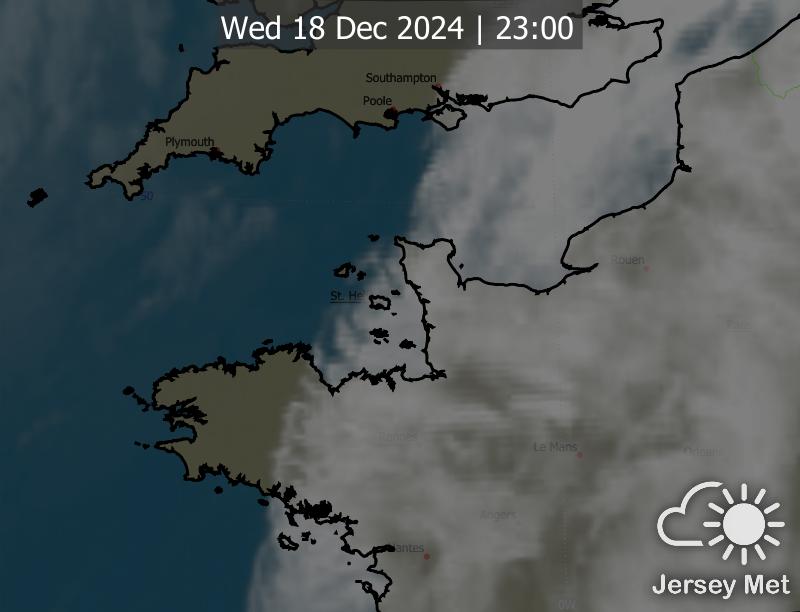 Wed 18 Dec 2024 | 23:00
Southampton
Poole
Plymouth
50
Rouen
St. He
Paris
Rennes
Le Mans
Orleans
Angers
Nantes
0W
Jersey Met